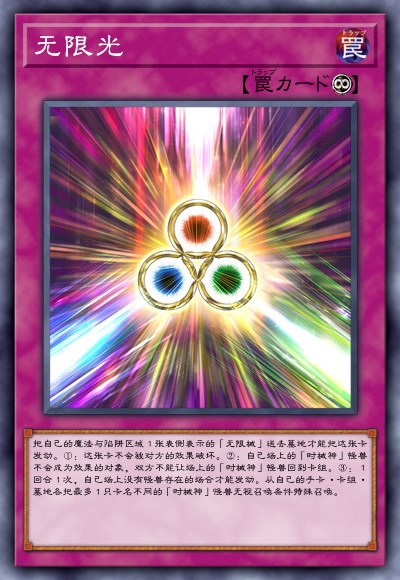 无限光
トラップ
罠
トラップ
【罠カード】
把自己的魔法与陷阱区域1张表侧表示的「无限械」送去墓地才能把这张卡
发动。①：这张卡不会被对方的效果破坏。②：自己场上的「时械神」怪兽
不会成为效果的对象，双方不能让场上的「时械神」怪兽回到卡组。③：1
回合1次，自己场上没有怪兽存在的场合才能发动。从自己的手卡·卡组·
墓地各把最多1只卡名不同的「时械神」怪兽无视召唤条件特殊召唤。